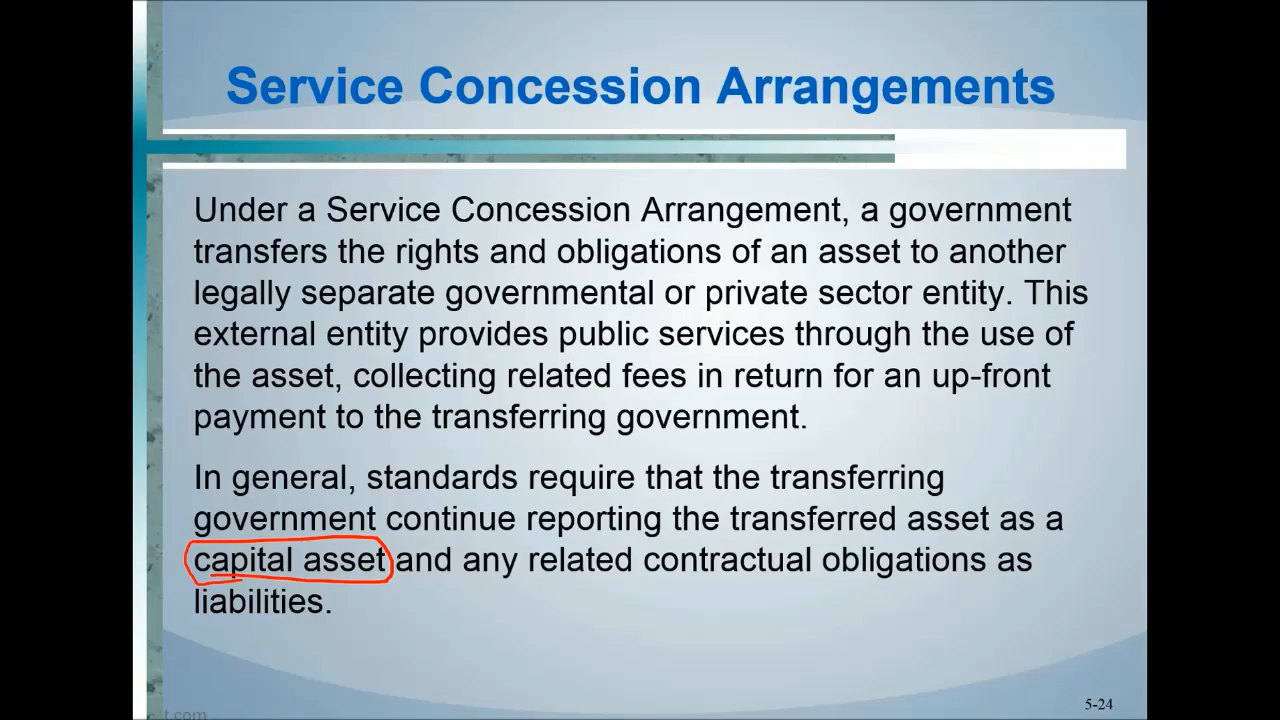 Service Concession Arrangements
Under a Service Concession Arrangement, a government
transfers the rights and obligations of an asset to another
legally separate governmental or private sector entity. This
external entity provides public services through the use of
the asset, collecting related fees in return for an up-front
payment to the transferring government.
In general, standards require that the transferring
government continue reporting the transferred asset as a
capital asset and any related contractual obligations as
liabilities.
5-24
t.com